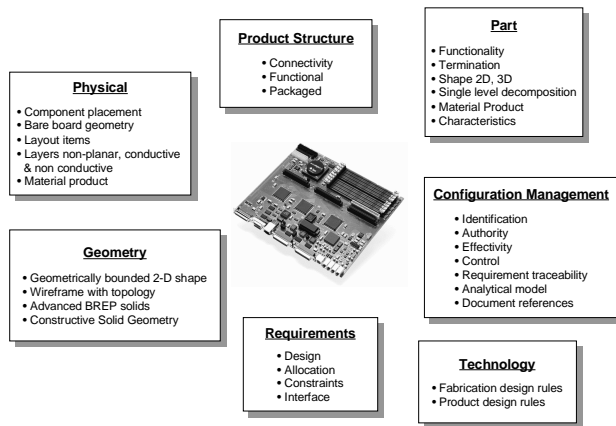 Product Structure
• Connectivity
• Functional
• Packaged
Part
• Functionality
• Termination
• Shape 2D, 3D
• Single level decomposition
• Material Product
• Characteristics
Physical
• Component placement
• Bare board geometry
• Layout items
• Layers non-planar, conductive
& non conductive
• Material product
Configuration Management
• Identification
• Authority
• Effectivity
• Control
• Requirement traceability
• Analytical model
• Document references
Geometry
• Geometrically bounded 2-D shape
• Wireframe with topology
• Advanced BREP solids
• Constructive Solid Geometry
Requirements
• Design
• Allocation
• Constraints
• Interface
Technology
• Fabrication design rules
• Product design rules